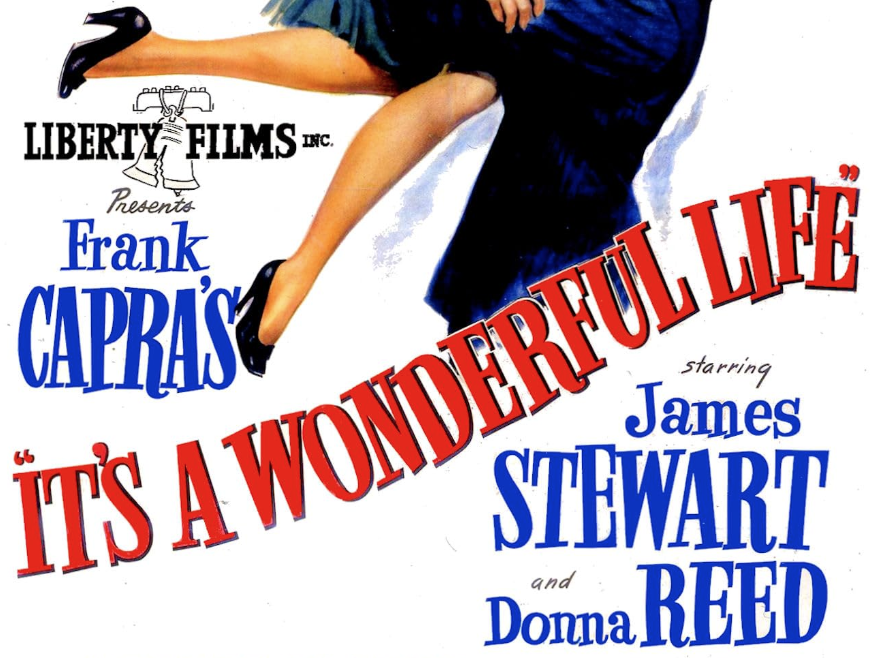 LIBERTY FILMS INC.
Presents
Frank
CAPRA'S
"IT'S A WONDERFUL LIFE"
starring
James
STEWART
and
Donna REED